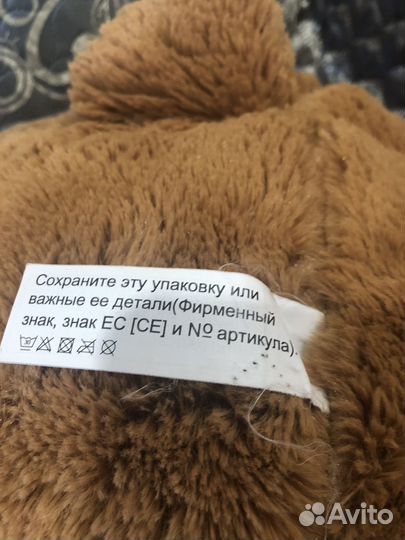 Сохраните эту упаковку или
важные ее детали(Фирменный
знак, знак ЕС [CE] и № артикула).
Avito